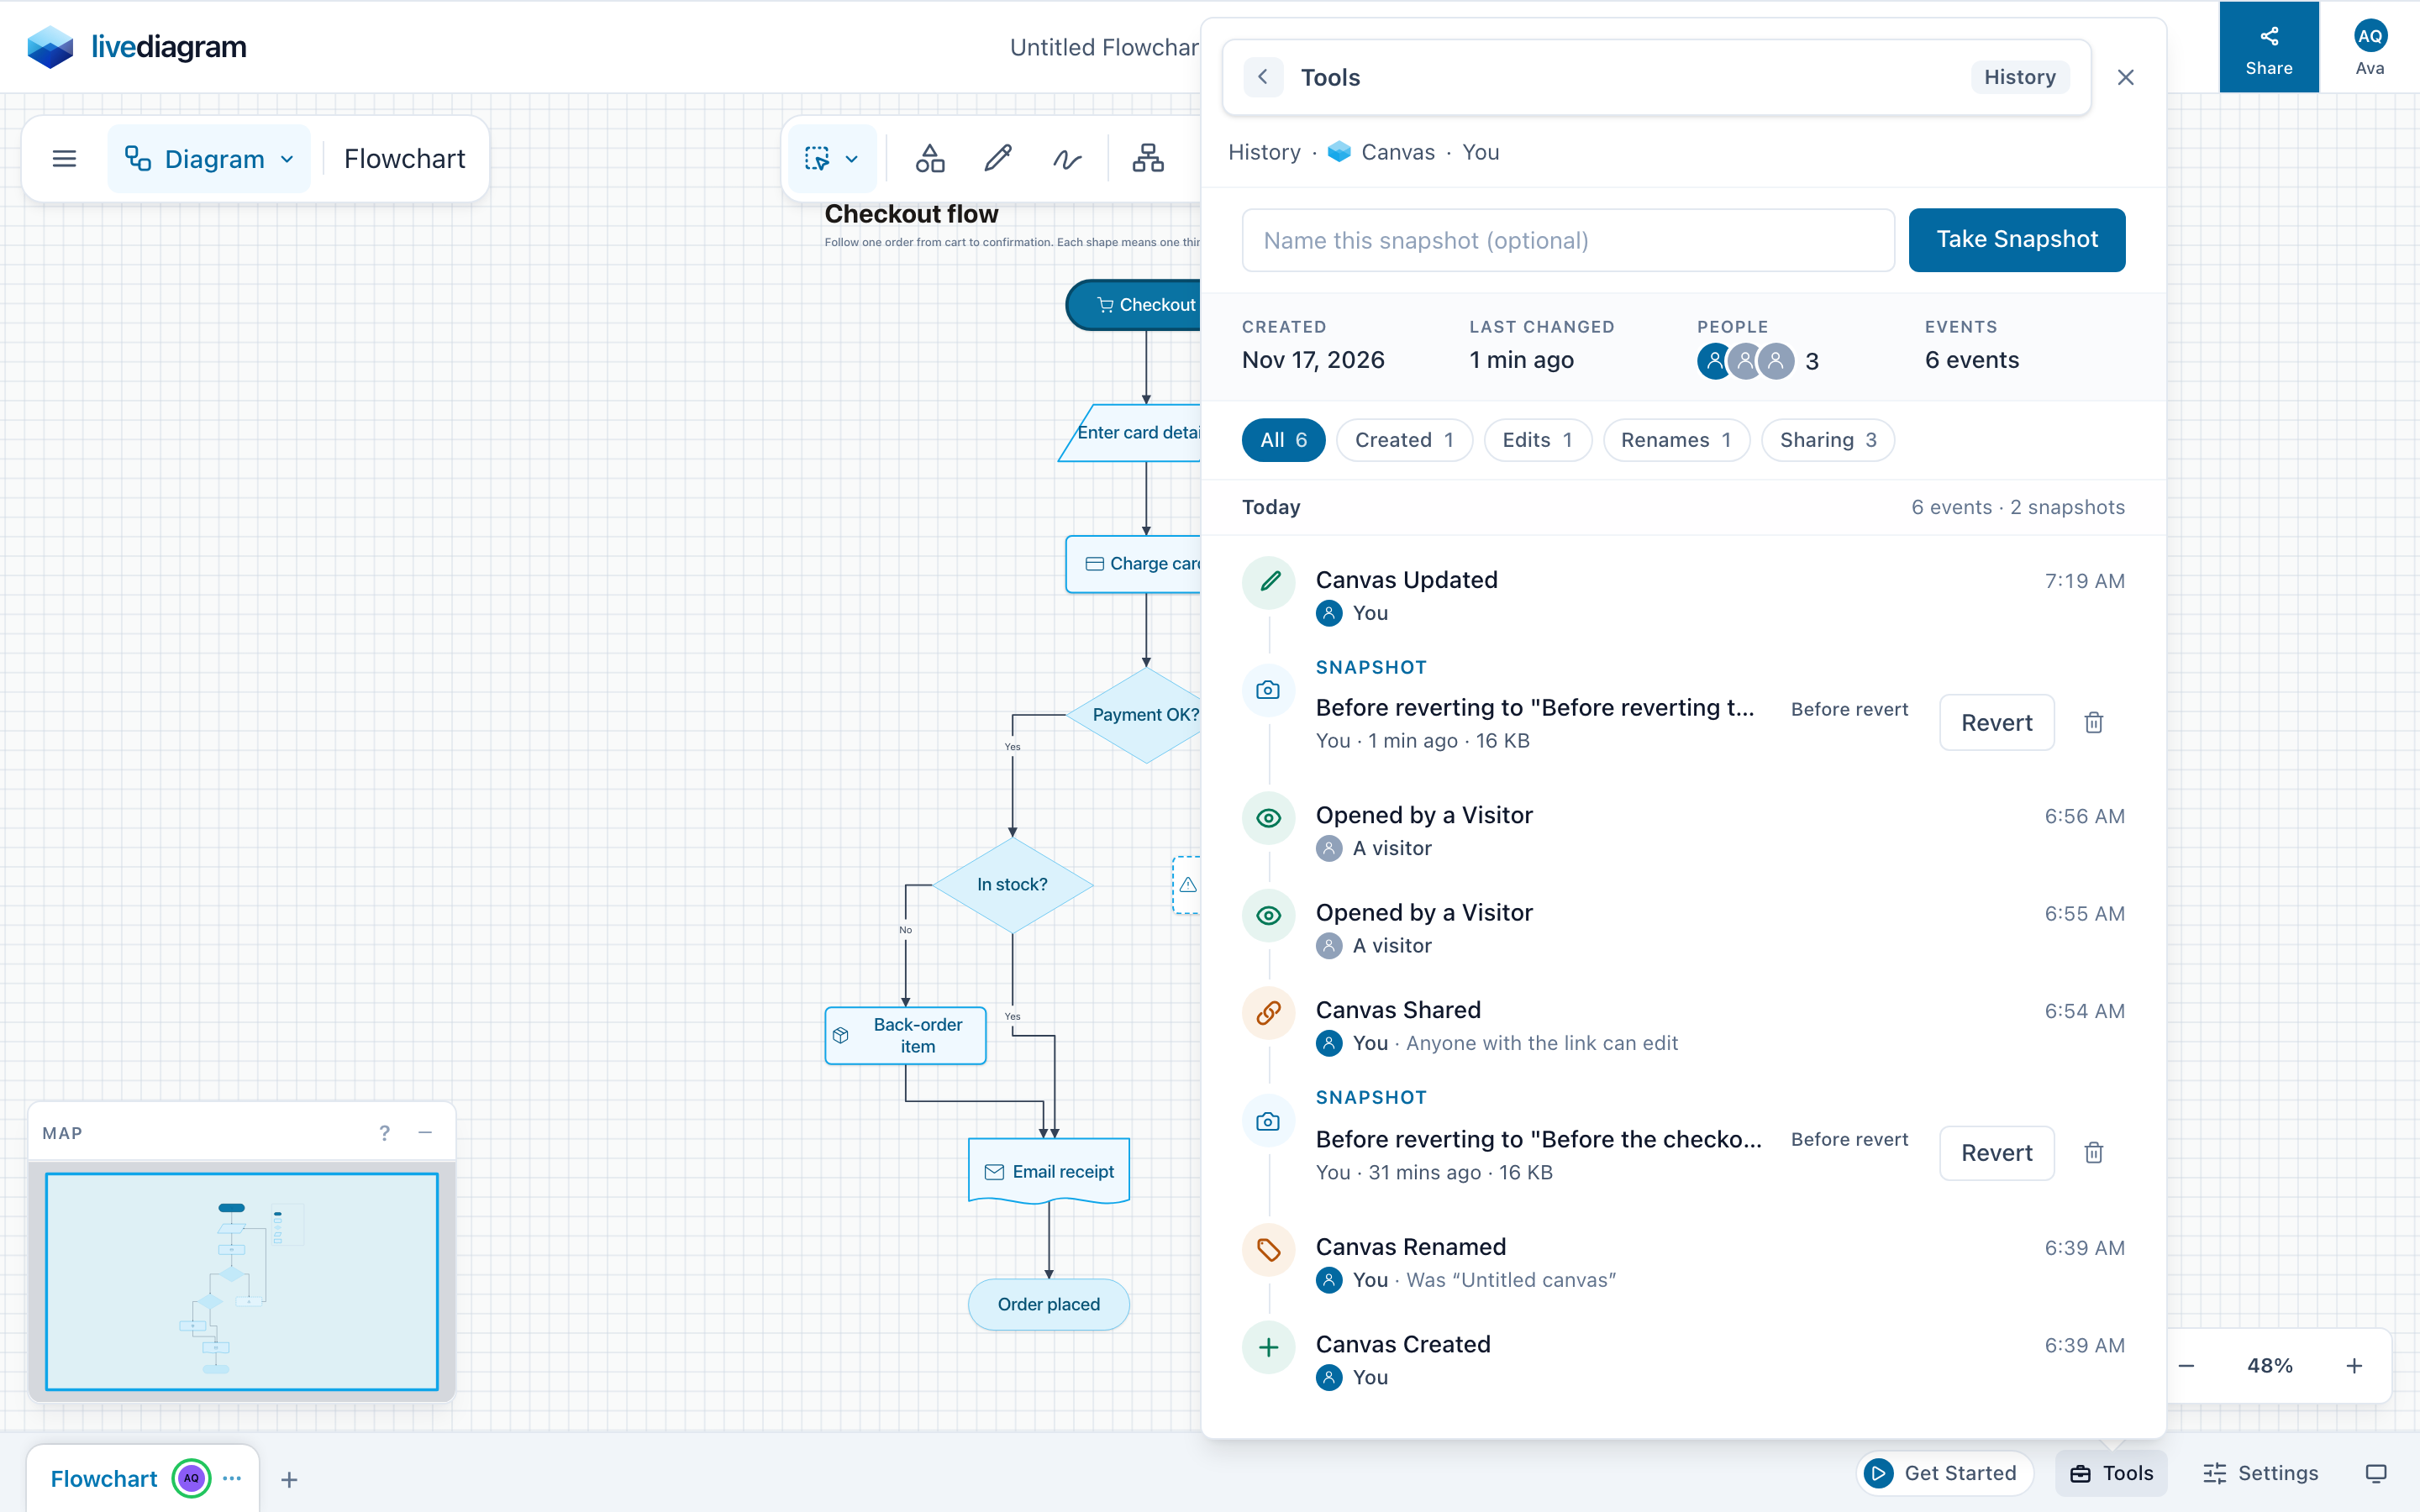 livediagram
Untitled Flowchar
Share
AQ
Ava
Diagram
Flowchart
Checkout flow
Follow one order from cart to confirmation. Each shape means one thin
Checkout
Enter card detai
Charge card
Payment OK?
Yes
In stock?
No
Yes
Back-order
item
Email receipt
Order placed
MAP
?
Tools
History
History · Canvas · You
Name this snapshot (optional)
Take Snapshot
CREATED
Nov 17, 2026
LAST CHANGED
1 min ago
PEOPLE
3
EVENTS
6 events
All 6
Created 1
Edits 1
Renames 1
Sharing 3
Today
6 events · 2 snapshots
Canvas Updated
7:19 AM
You
SNAPSHOT
Before reverting to "Before reverting t...
Before revert
Revert
You · 1 min ago · 16 KB
Opened by a Visitor
6:56 AM
A visitor
Opened by a Visitor
6:55 AM
A visitor
Canvas Shared
6:54 AM
You · Anyone with the link can edit
SNAPSHOT
Before reverting to "Before the checko...
Before revert
Revert
You · 31 mins ago · 16 KB
Canvas Renamed
6:39 AM
You · Was “Untitled canvas”
Canvas Created
6:39 AM
You
48%
Flowchart
AQ
Get Started
Tools
Settings